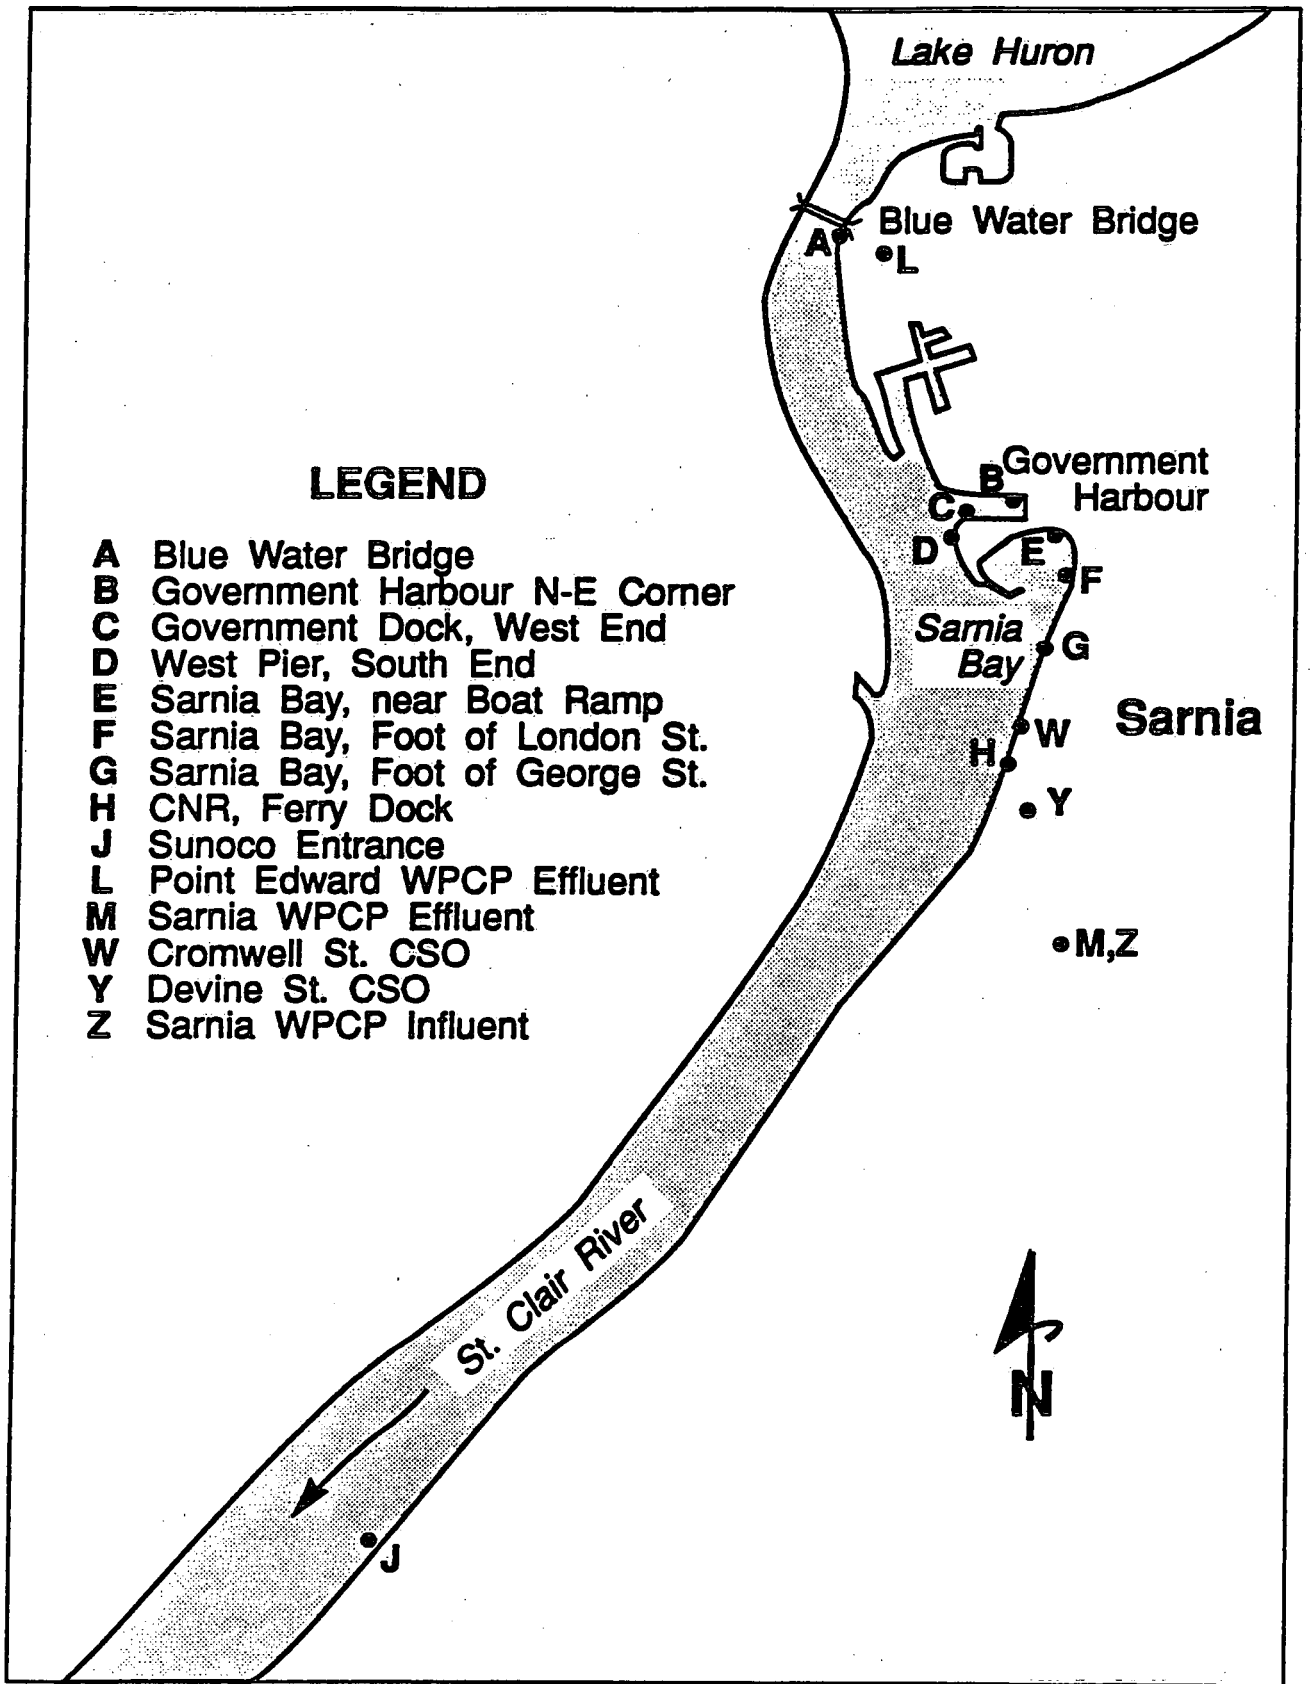 Lake Huron
Blue Water Bridge
A
L
Government
Harbour
B
C
D
E
F
Sarnia
Bay
G
Sarnia
W
H
Y
M,Z
LEGEND
A Blue Water Bridge
B Government Harbour N-E Corner
C Government Dock, West End
D West Pier, South End
E Sarnia Bay, near Boat Ramp
F Sarnia Bay, Foot of London St.
G Sarnia Bay, Foot of George St.
H CNR, Ferry Dock
J Sunoco Entrance
L Point Edward WPCP Effluent
M Sarnia WPCP Effluent
W Cromwell St. CSO
Y Devine St. CSO
Z Sarnia WPCP Influent
St. Clair River
N
J